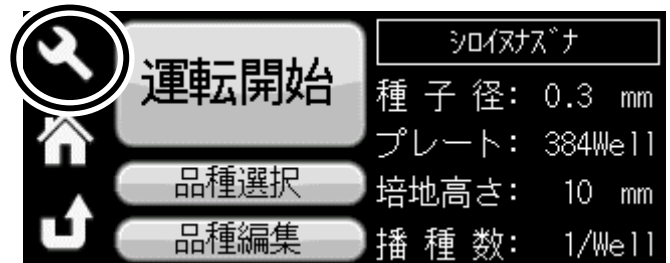 運転開始
品種選択
品種編集
シロイヌナズナ
種 子 径： 0.3 mm
プレート： 384Well
培地高さ： 10 mm
播 種 数： 1/Well